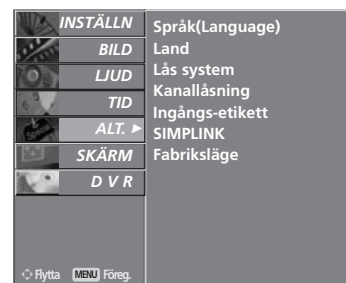 INSTÄLLN
BILD
LJUD
TID
ALT. ►
SKÄRM
D V R
Flytta MENU Föreg.
Språk(Language)
Land
Lås system
Kanallåsning
Ingångs-etikett
SIMPLINK
Fabriksläge